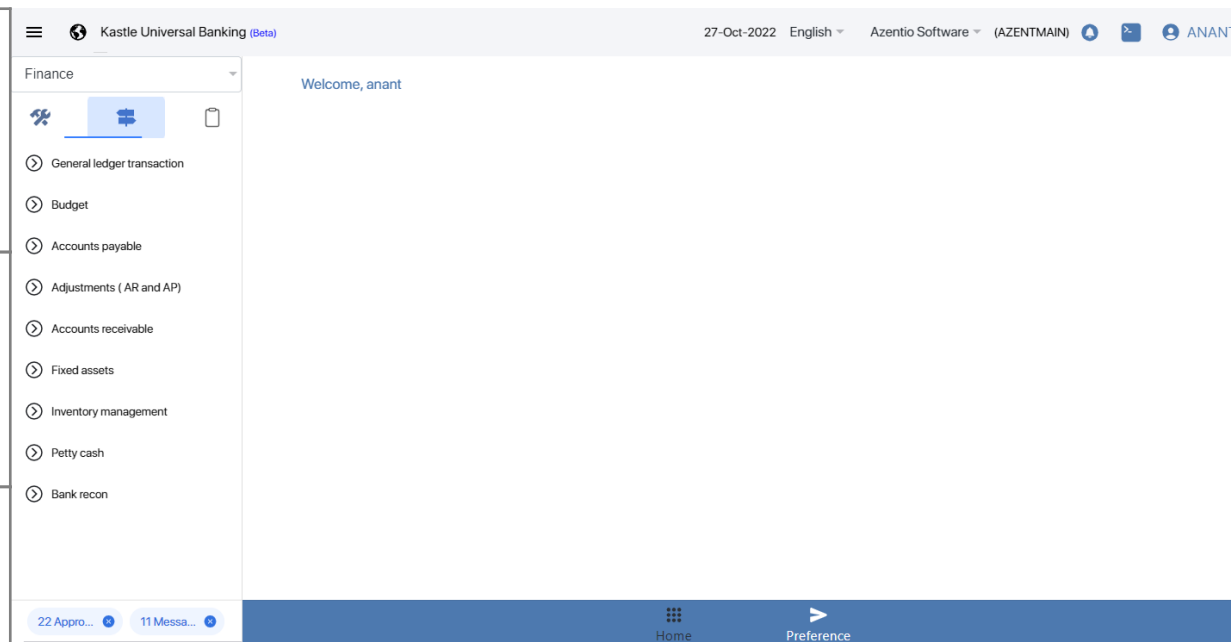 Kastle Universal Banking (Beta)
27-Oct-2022 English Azentio Software (AZENTMAIN) ANANT
Finance
Welcome, anant
General ledger transaction
Budget
Accounts payable
Adjustments ( AR and AP)
Accounts receivable
Fixed assets
Inventory management
Petty cash
Bank recon
22 Appro... 11 Messa...
Home Preference